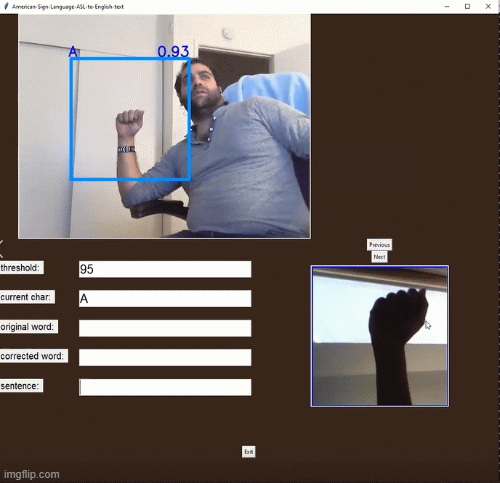 American-Sign-Language-ASL-to-English-text
A 0.93
Previous
Next
threshold: 95
current char: A
original word:
corrected word:
sentence:
Exit
imgflip.com